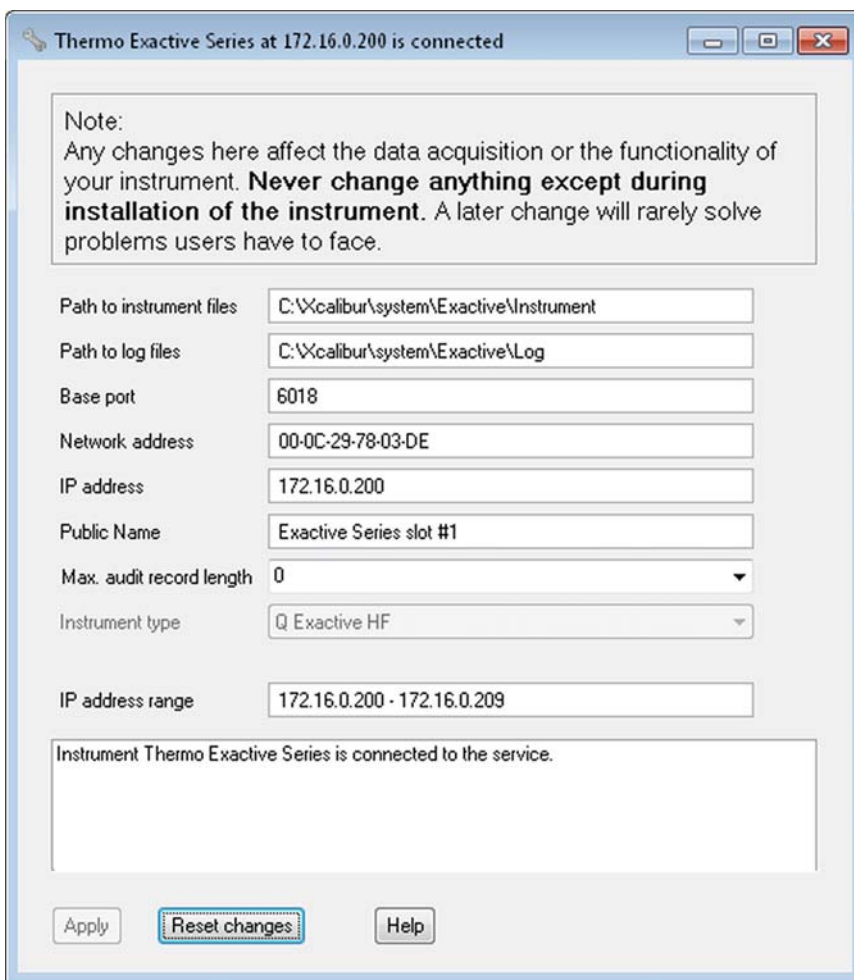 Thermo Exactive Series at 172.16.0.200 is connected
Note:
Any changes here affect the data acquisition or the functionality of
your instrument. Never change anything except during
installation of the instrument. A later change will rarely solve
problems users have to face.
Path to instrument files C:\Xcalibur\system\Exactive\Instrument
Path to log files C:\Xcalibur\system\Exactive\Log
Base port 6018
Network address 00-0C-29-78-03-DE
IP address 172.16.0.200
Public Name Exactive Series slot #1
Max. audit record length 0
Instrument type Q Exactive HF
IP address range 172.16.0.200 - 172.16.0.209
Instrument Thermo Exactive Series is connected to the service.
Apply Reset changes Help